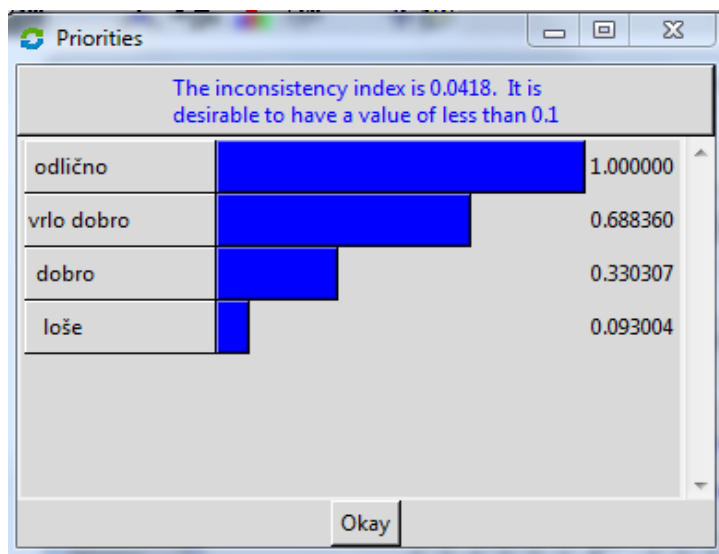 Priorities
The inconsistency index is 0.0418. It is
desirable to have a value of less than 0.1
odlično 1.000000
vrlo dobro 0.688360
dobro 0.330307
loše 0.093004
Okay